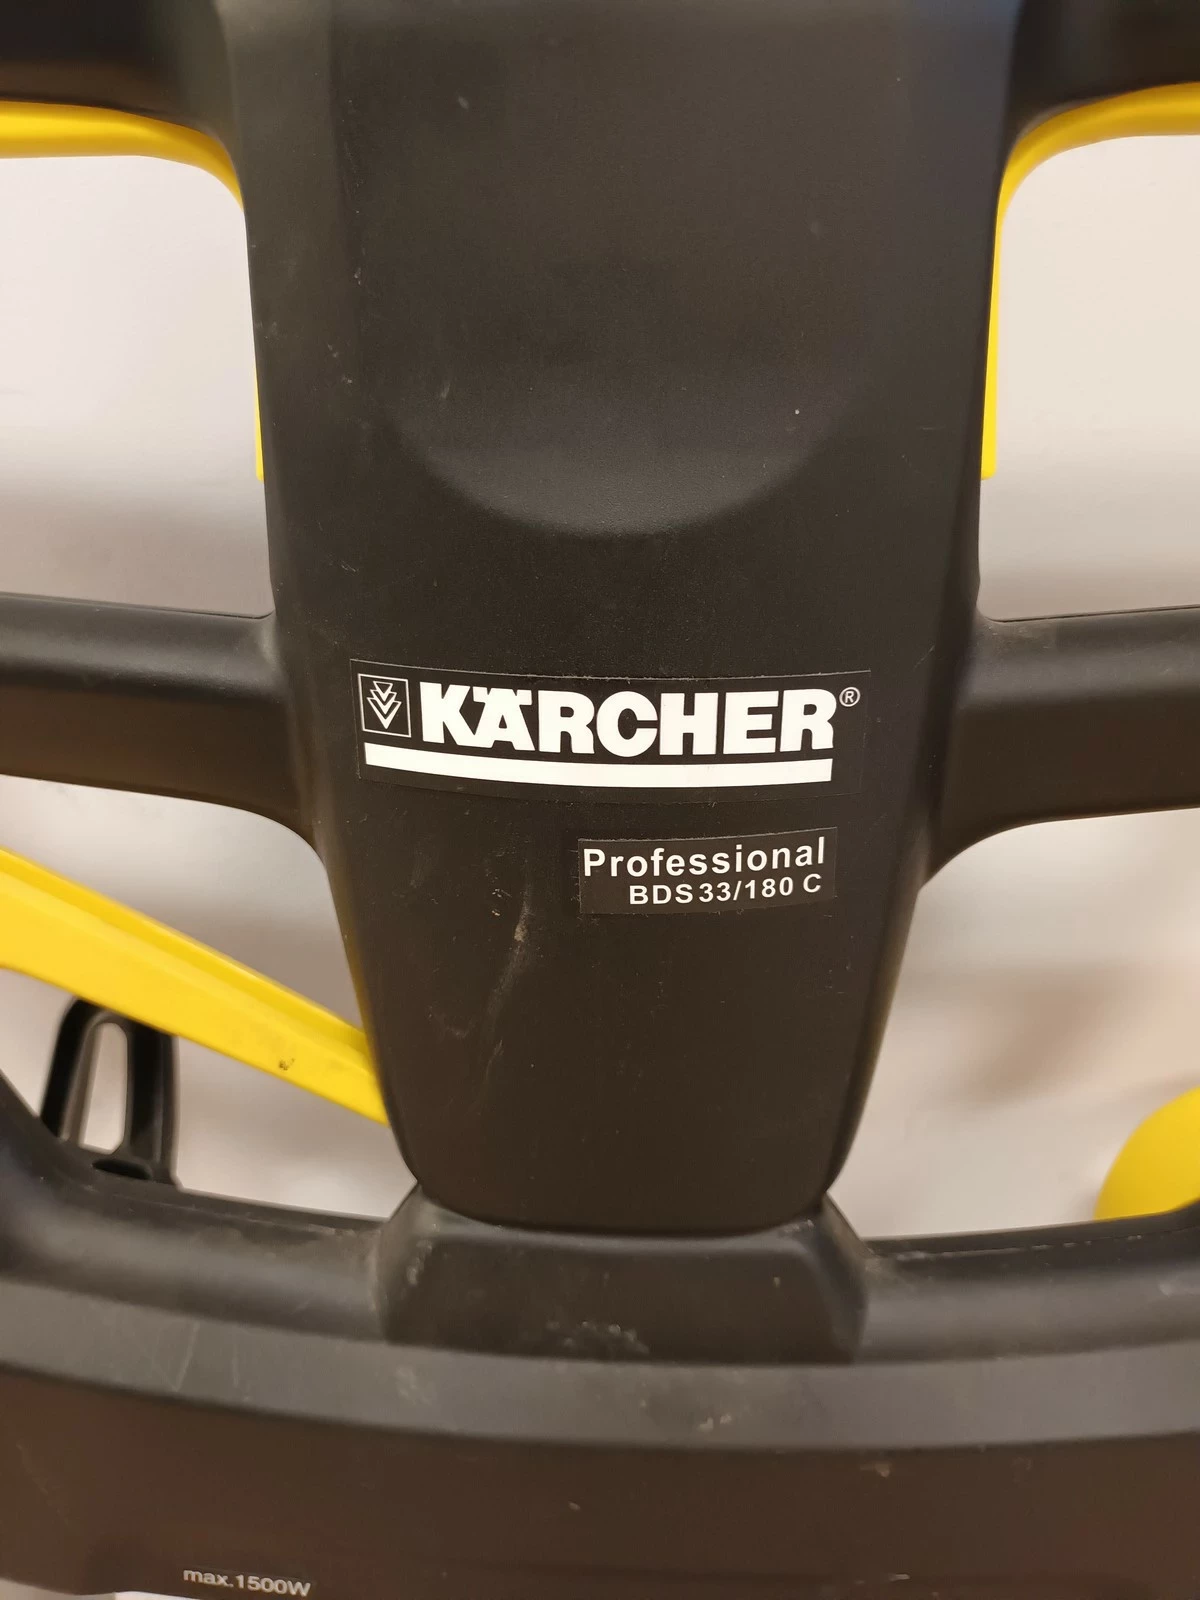 KÄRCHER®
Professional
BDS 33/180 C
max.1500W